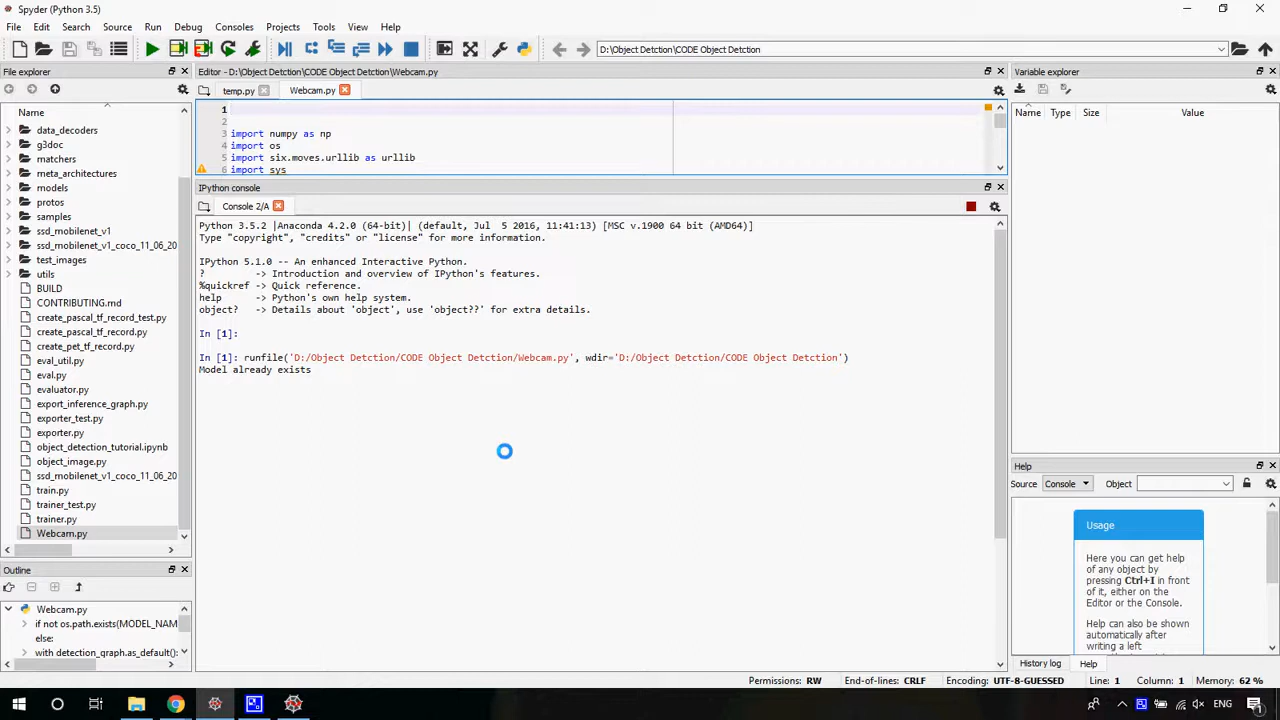 Spyder (Python 3.5)
File Edit Search Source Run Debug Consoles Projects Tools View Help
D:\Object Detction\CODE Object Detction
File explorer
Name
data_decoders
g3doc
matchers
meta_architectures
models
protos
samples
ssd_mobilenet_v1
ssd_mobilenet_v1_coco_11_06_20
test_images
utils
BUILD
CONTRIBUTING.md
create_pascal_tf_record_test.py
create_pascal_tf_record.py
create_pet_tf_record.py
eval_util.py
eval.py
evaluator.py
export_inference_graph.py
exporter_test.py
exporter.py
object_detection_tutorial.ipynb
object_image.py
ssd_mobilenet_v1_coco_11_06_20
train.py
trainer_test.py
trainer.py
Webcam.py
Outline
Webcam.py
if not os.path.exists(MODEL_NAM
else:
with detection_graph.as_default():
Editor - D:\Object Detction\CODE Object Detction\Webcam.py
temp.py Webcam.py
1
2
3 import numpy as np
4 import os
5 import six.moves.urllib as urllib
6 import sys
IPython console
Console 2/A
Python 3.5.2 |Anaconda 4.2.0 (64-bit)| (default, Jul  5 2016, 11:41:13) [MSC v.1900 64 bit (AMD64)]
Type "copyright", "credits" or "license" for more information.
IPython 5.1.0 -- An enhanced Interactive Python.
? -> Introduction and overview of IPython's features.
%quickref -> Quick reference.
help -> Python's own help system.
object? -> Details about 'object', use 'object??' for extra details.
In [1]:
In [1]: runfile('D:/Object Detction/CODE Object Detction/Webcam.py', wdir='D:/Object Detction/CODE Object Detction')
Model already exists
Variable explorer
Name Type Size Value
Help
Source Console Object
Usage
Here you can get help
of any object by
pressing Ctrl+I in front
of it, either on the
Editor or the Console.
Help can also be shown
automatically after
writing a left
History log Help
Permissions: RW End-of-lines: CRLF Encoding: UTF-8-GUESSED Line: 1 Column: 1 Memory: 62 %
ENG 1